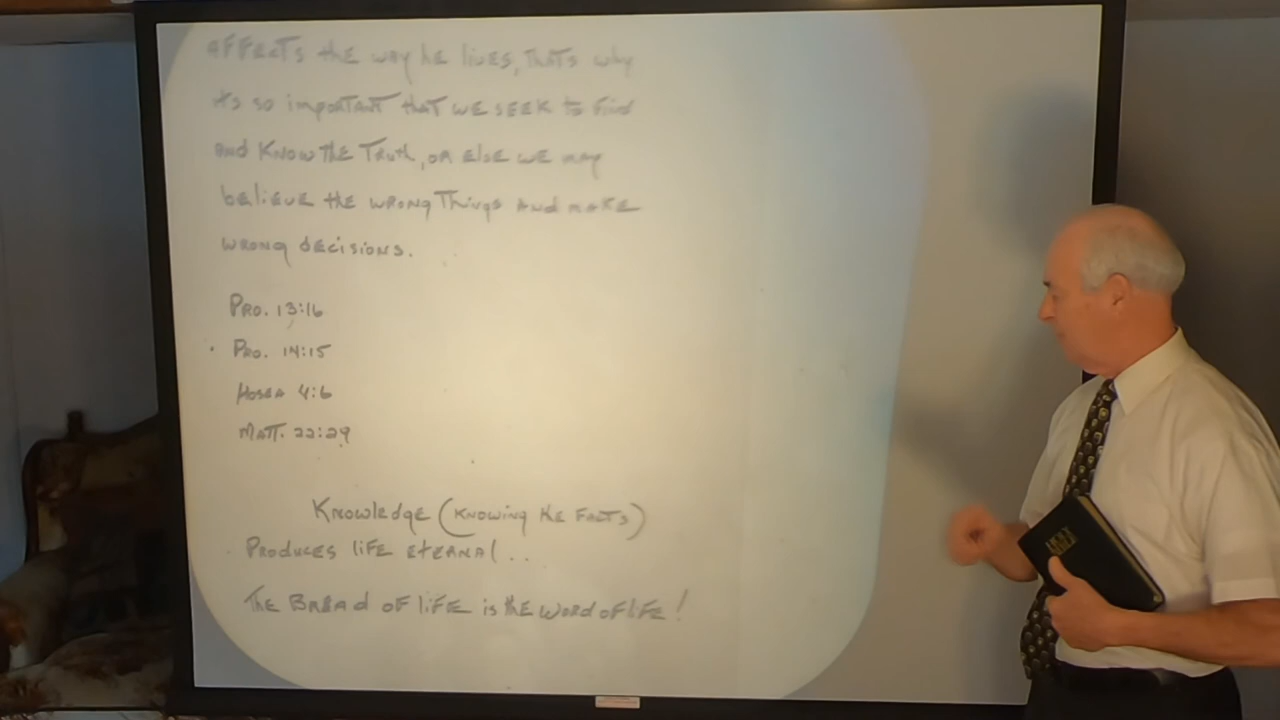 AFFECTS the way he lives, that's why
its so important that we seek to find
and Know the Truth, or else we may
believe the wrong Things and make
wrong decisions.
Pro. 13:16
• Pro. 14:15
Hosea 4:6
Matt. 22:29
Knowledge (Knowing the Facts)
Produces life eternal...
The Bread of life is the word of life!
HOLY BIBLE